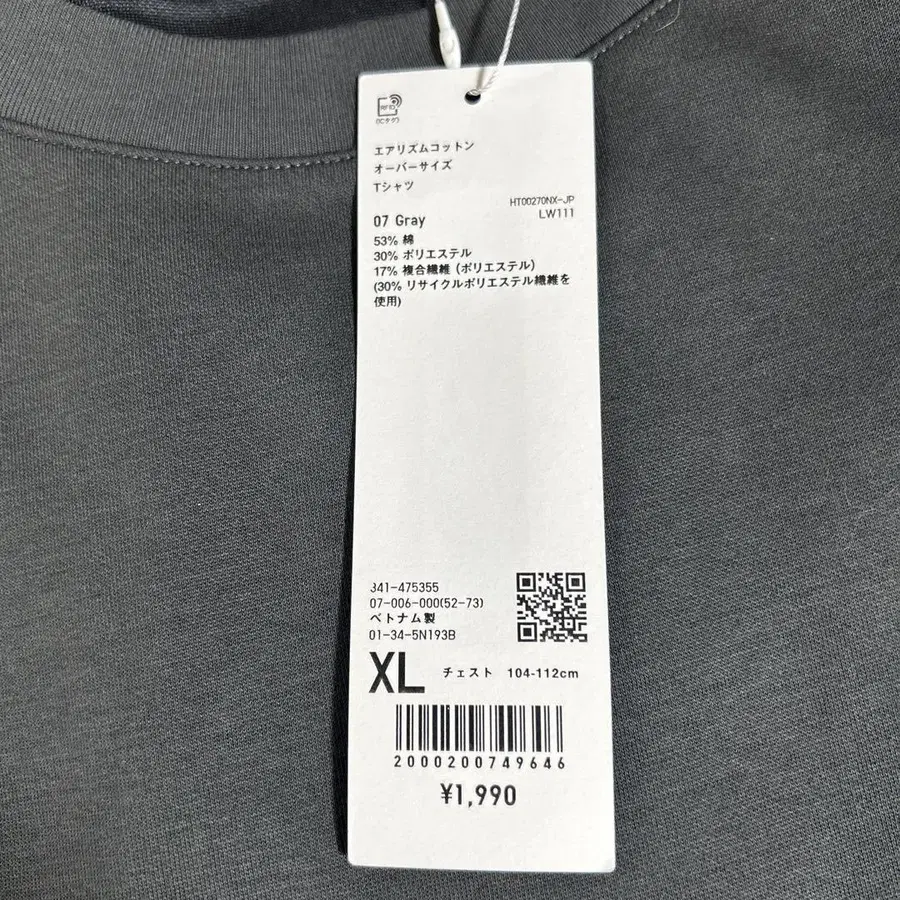 RFID
(ICタグ)
エアリズムコットン
オーバーサイズ
Tシャツ
HT00270NX-JP
LW111
07 Gray
53% 綿
30% ポリエステル
17% 複合繊維 (ポリエステル)
(30% リサイクルポリエステル繊維を
使用)
341-475355
07-006-000(52-73)
ベトナム製
01-34-5N193B
XL チェスト 104-112cm
2000200749646
¥1,990